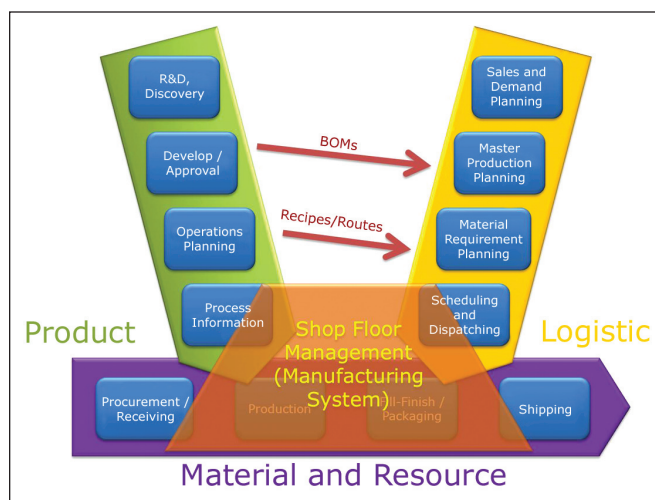 R&D,
Discovery
Develop /
Approval
Operations
Planning
Process
Information
BOMs
Recipes/Routes
Sales and
Demand
Planning
Master
Production
Planning
Material
Requirement
Planning
Scheduling
and
Dispatching
Product
Logistic
Shop Floor
Management
(Manufacturing
System)
Procurement /
Receiving
Production
Fill-Finish /
Packaging
Shipping
Material and Resource